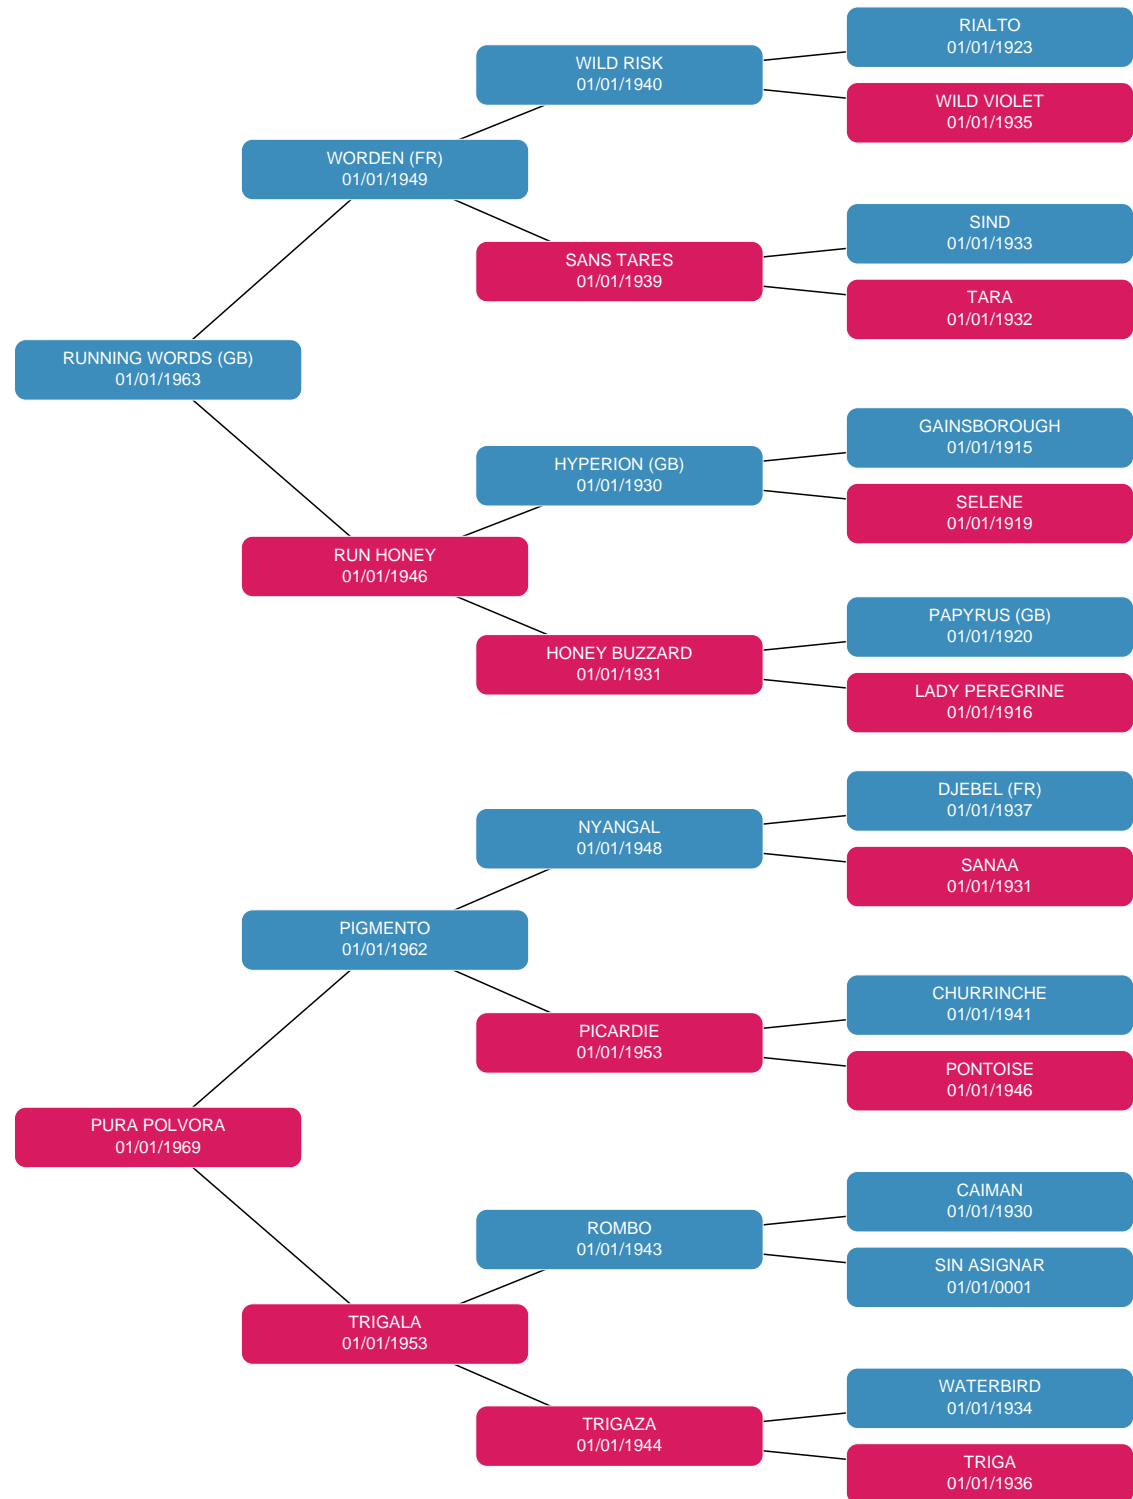 RIALTO
01/01/1923
WILD RISK
01/01/1940
WILD VIOLET
01/01/1935
WORDEN (FR)
01/01/1949
SIND
01/01/1933
SANS TARES
01/01/1939
TARA
01/01/1932
RUNNING WORDS (GB)
01/01/1963
GAINSBOROUGH
01/01/1915
HYPERION (GB)
01/01/1930
SELENE
01/01/1919
RUN HONEY
01/01/1946
PAPYRUS (GB)
01/01/1920
HONEY BUZZARD
01/01/1931
LADY PEREGRINE
01/01/1916
DJEBEL (FR)
01/01/1937
NYANGAL
01/01/1948
SANAA
01/01/1931
PIGMENTO
01/01/1962
CHURRINCHE
01/01/1941
PICARDIE
01/01/1953
PONTOISE
01/01/1946
PURA POLVORA
01/01/1969
CAIMAN
01/01/1930
ROMBO
01/01/1943
SIN ASIGNAR
01/01/0001
TRIGALA
01/01/1953
WATERBIRD
01/01/1934
TRIGAZA
01/01/1944
TRIGA
01/01/1936